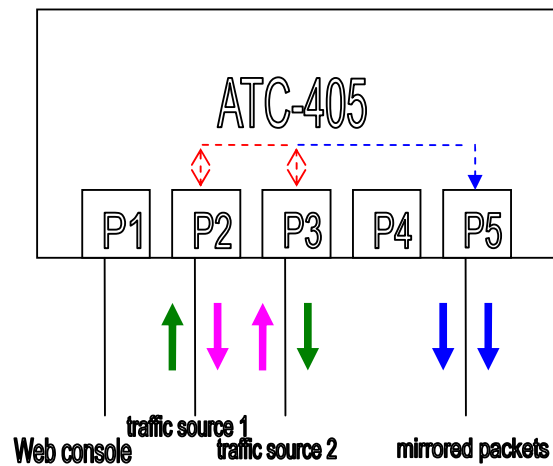 ATC-405
P1 P2 P3 P4 P5
traffic source 1
Web console traffic source 2 mirrored packets